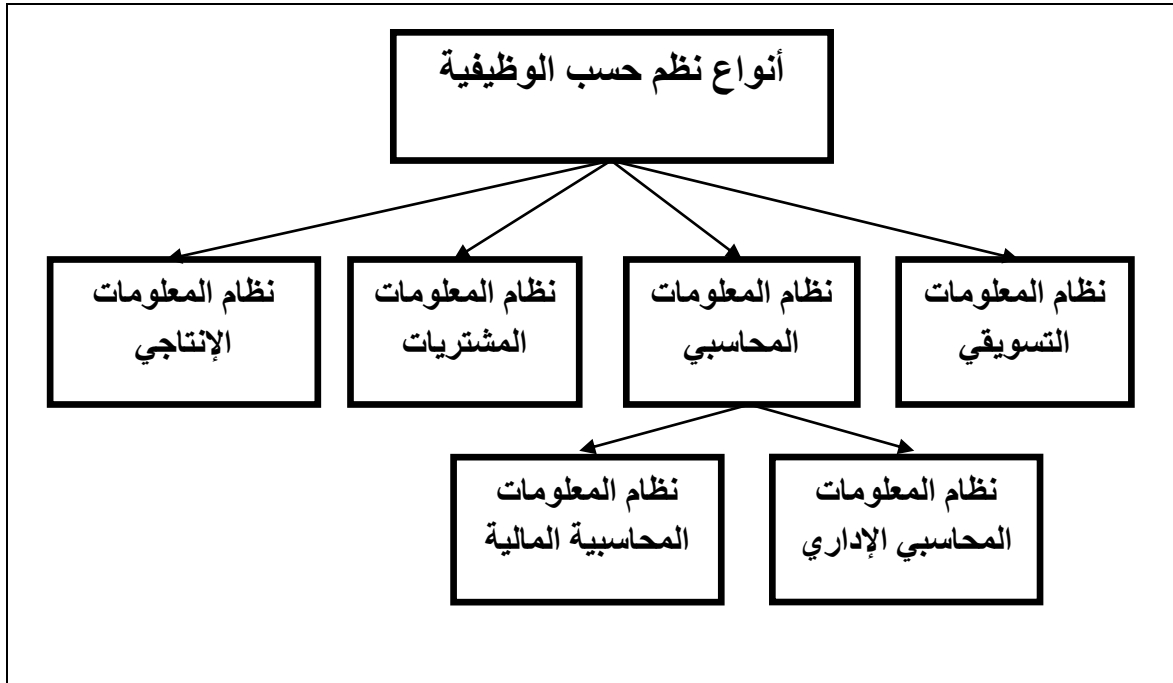 أنواع نظم حسب الوظيفية
نظام المعلومات
التسويقي
نظام المعلومات
المحاسبي
نظام المعلومات
المشتريات
نظام المعلومات
الإنتاجي
نظام المعلومات
المحاسبي الإداري
نظام المعلومات
المحاسبية المالية